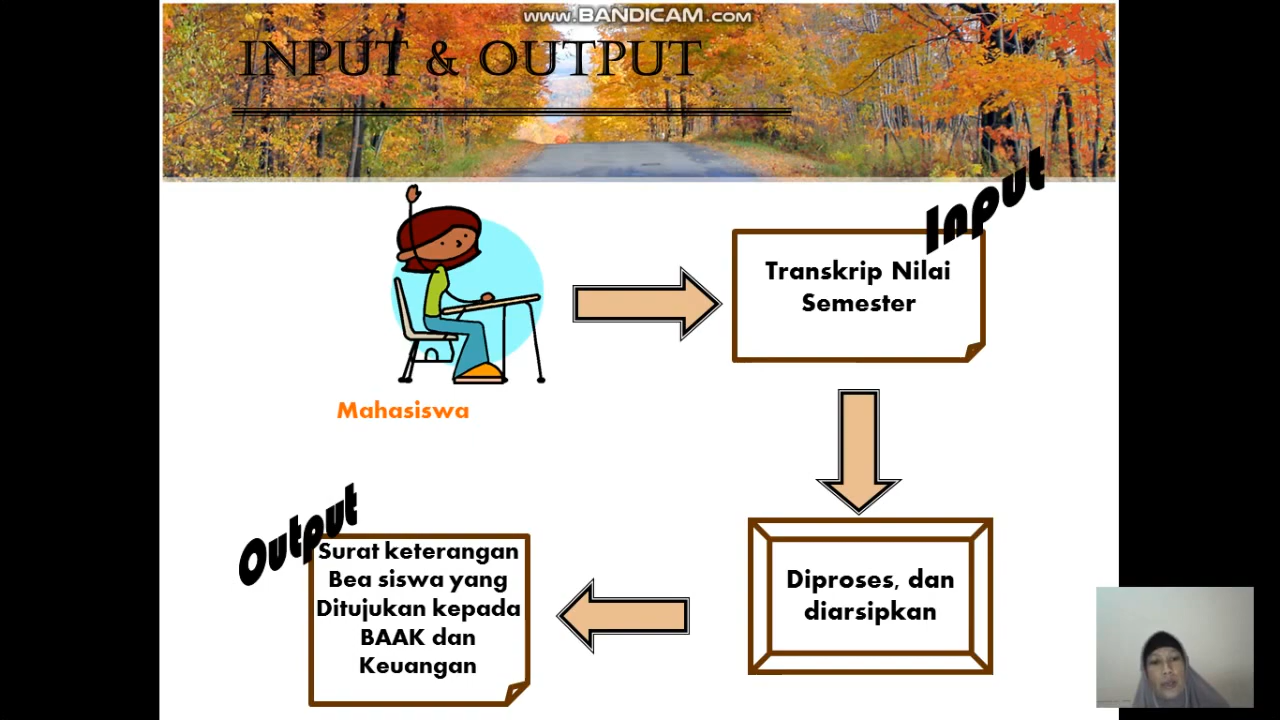 www.BANDICAM.com
INPUT & OUTPUT
Input
Transkrip Nilai
Semester
Mahasiswa
Diproses, dan
diarsipkan
Output
Surat keterangan
Bea siswa yang
Ditujukan kepada
BAAK dan
Keuangan